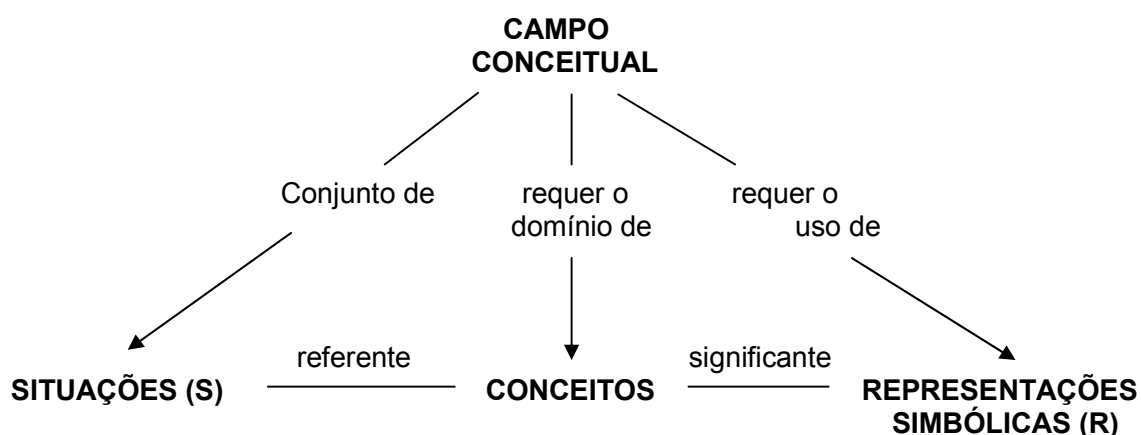 CAMPO
CONCEITUAL
Conjunto de
requer o
domínio de
requer o
uso de
referente
significante
SITUAÇÕES (S)
CONCEITOS
REPRESENTAÇÕES
SIMBÓLICAS (R)